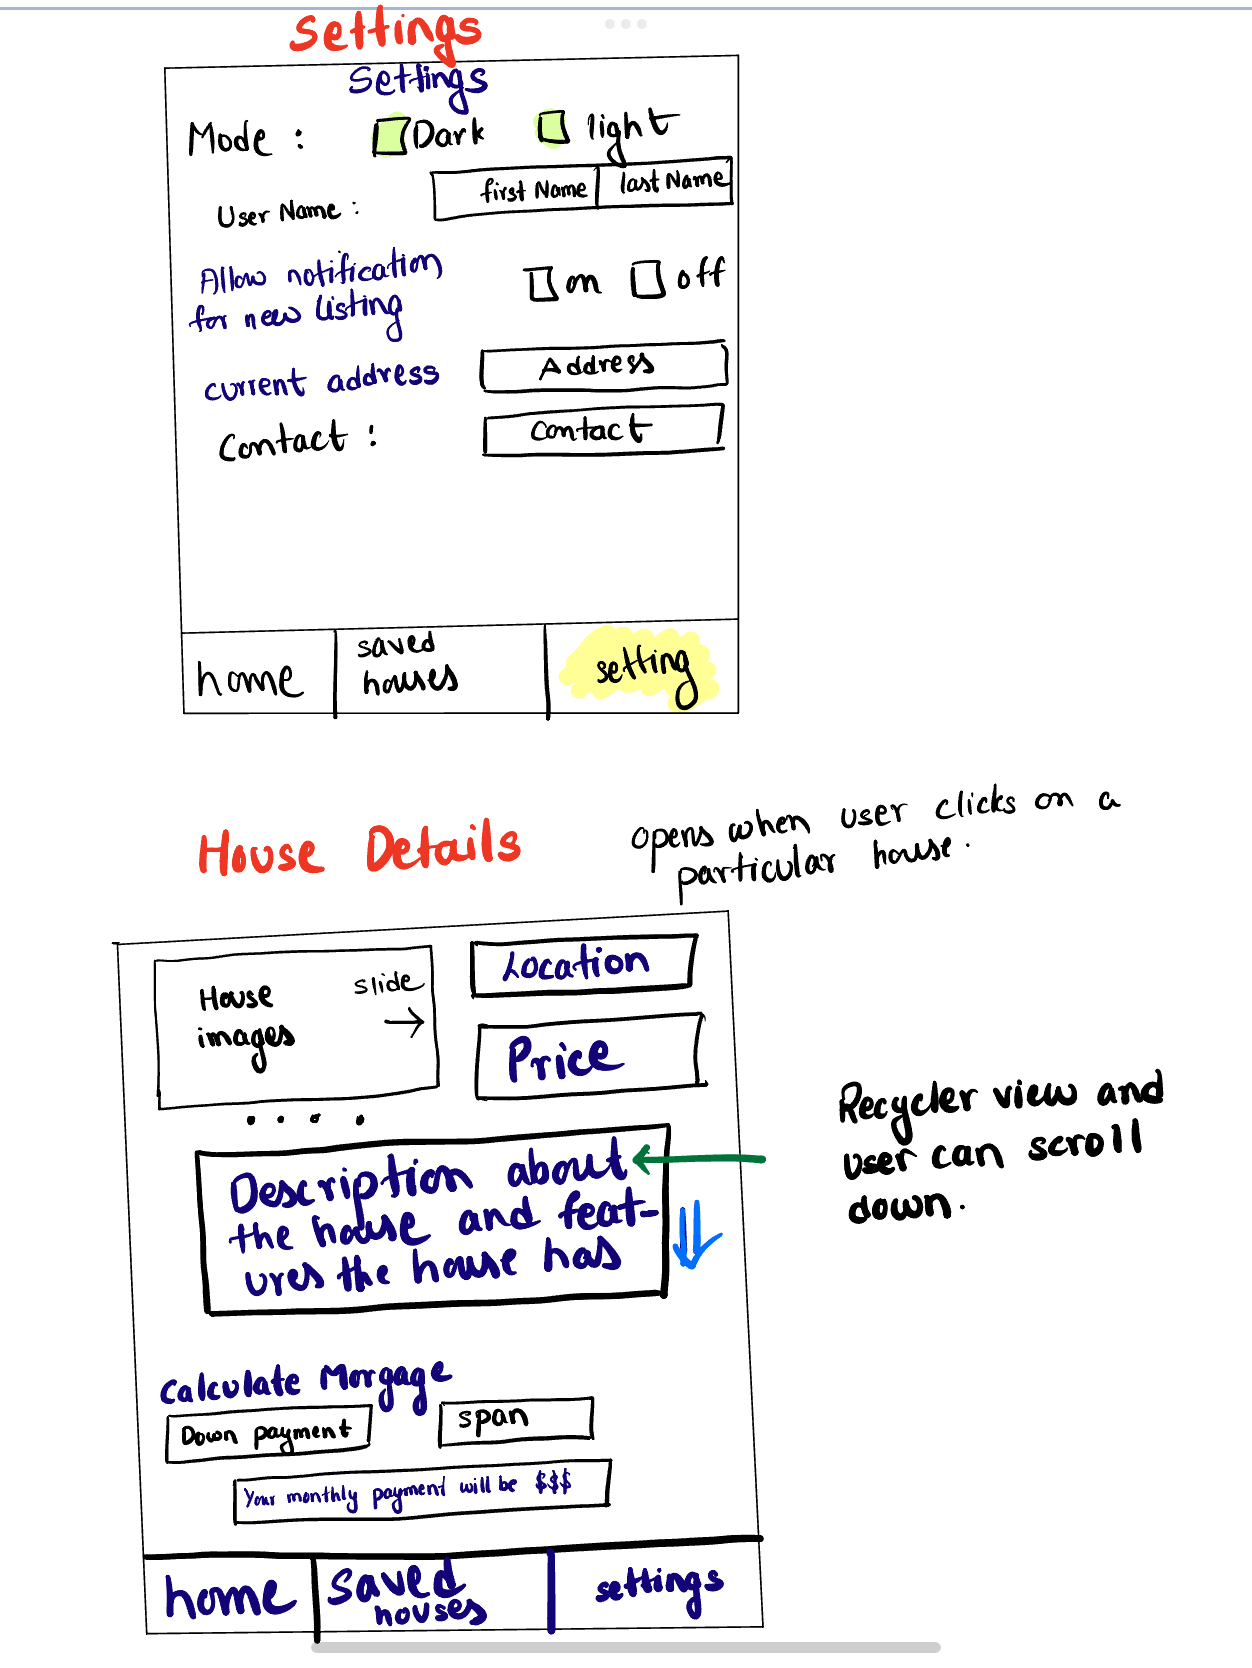 Settings
Settings
Mode : Dark light
User Name : first Name last Name
Allow notification
for new listing
on off
current address Address
Contact : Contact
home saved
houses
setting
House Details
opens when user clicks on a
particular house.
House
images
slide
Location
Price
Recycler view and
user can scroll
down.
Description about
the house and feat-
ures the house has
Calculate Morgage
Down payment span
Your monthly payment will be $$$
home saved
houses
settings